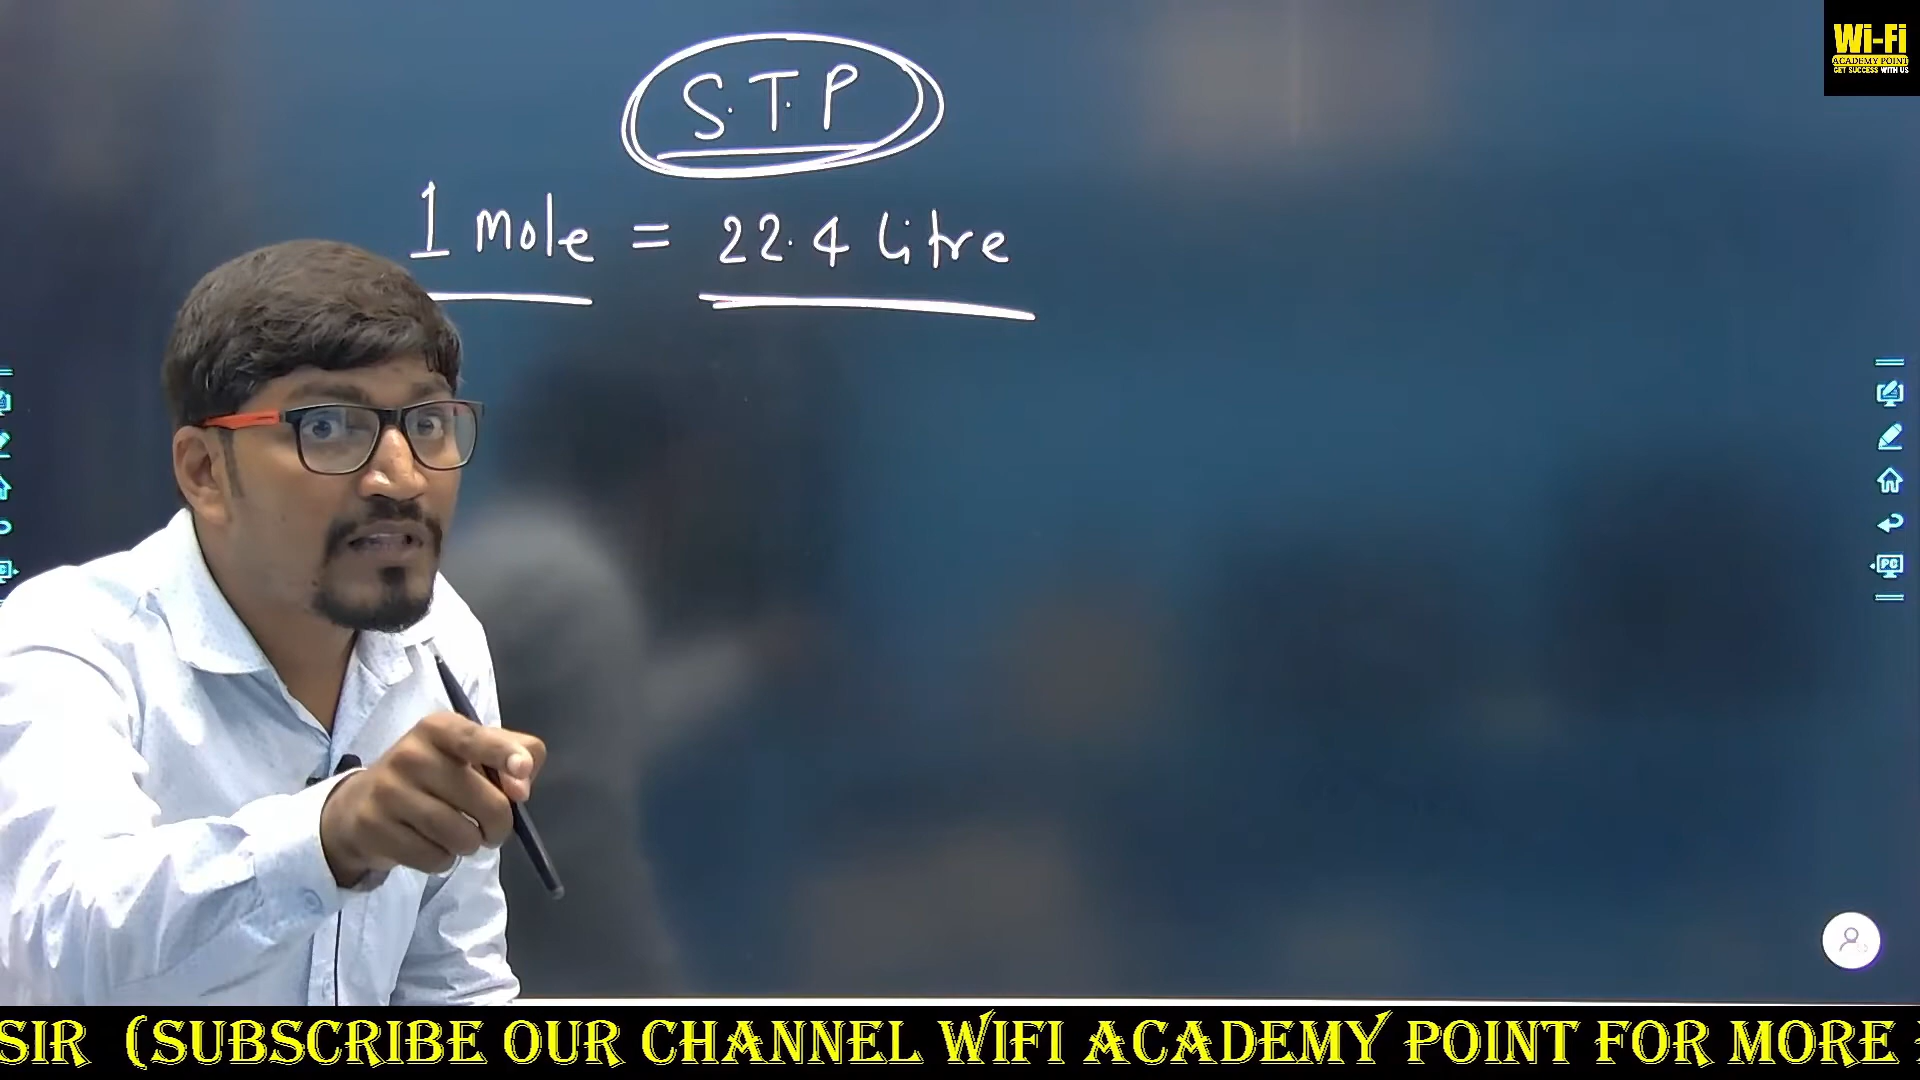 S.T.P
1 mole = 22.4 litre
Wi-Fi
ACADEMY POINT
GET SUCCESS WITH US
PC
SIR (SUBSCRIBE OUR CHANNEL WIFI ACADEMY POINT FOR MORE